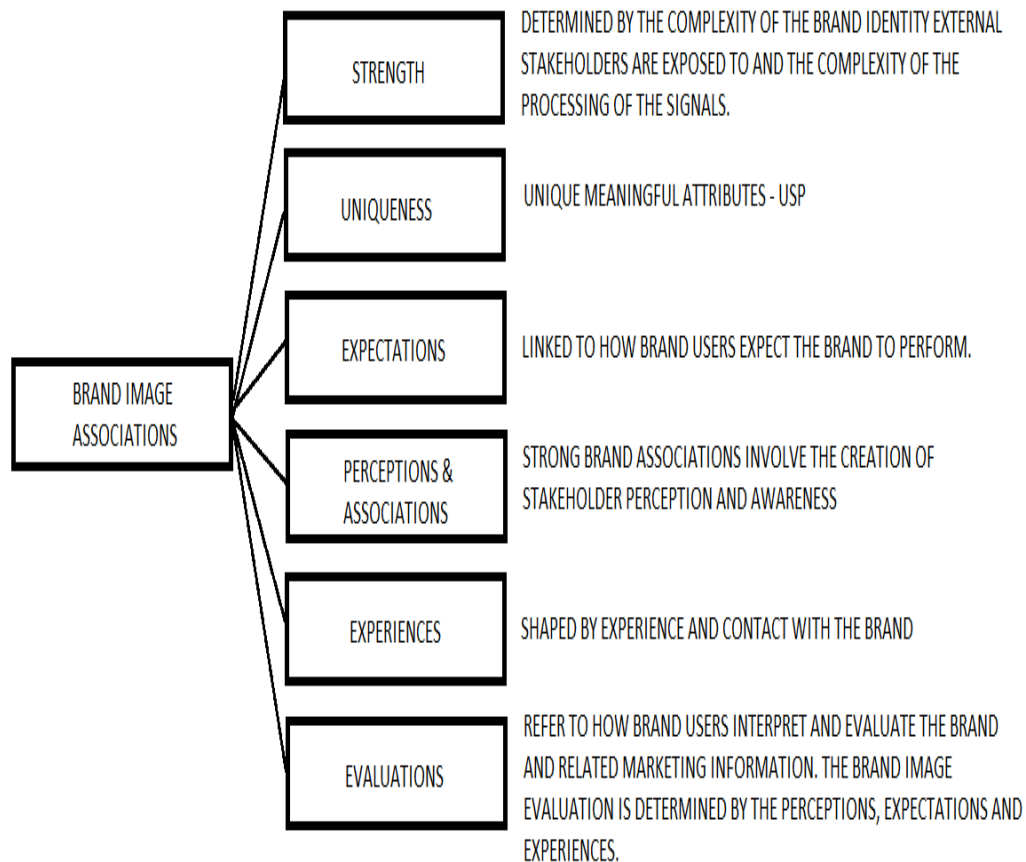 BRAND IMAGE
ASSOCIATIONS
STRENGTH
DETERMINED BY THE COMPLEXITY OF THE BRAND IDENTITY EXTERNAL
STAKEHOLDERS ARE EXPOSED TO AND THE COMPLEXITY OF THE
PROCESSING OF THE SIGNALS.
UNIQUENESS
UNIQUE MEANINGFUL ATTRIBUTES - USP
EXPECTATIONS
LINKED TO HOW BRAND USERS EXPECT THE BRAND TO PERFORM.
PERCEPTIONS &
ASSOCIATIONS
STRONG BRAND ASSOCIATIONS INVOLVE THE CREATION OF
STAKEHOLDER PERCEPTION AND AWARENESS
EXPERIENCES
SHAPED BY EXPERIENCE AND CONTACT WITH THE BRAND
EVALUATIONS
REFER TO HOW BRAND USERS INTERPRET AND EVALUATE THE BRAND
AND RELATED MARKETING INFORMATION. THE BRAND IMAGE
EVALUATION IS DETERMINED BY THE PERCEPTIONS, EXPECTATIONS AND
EXPERIENCES.